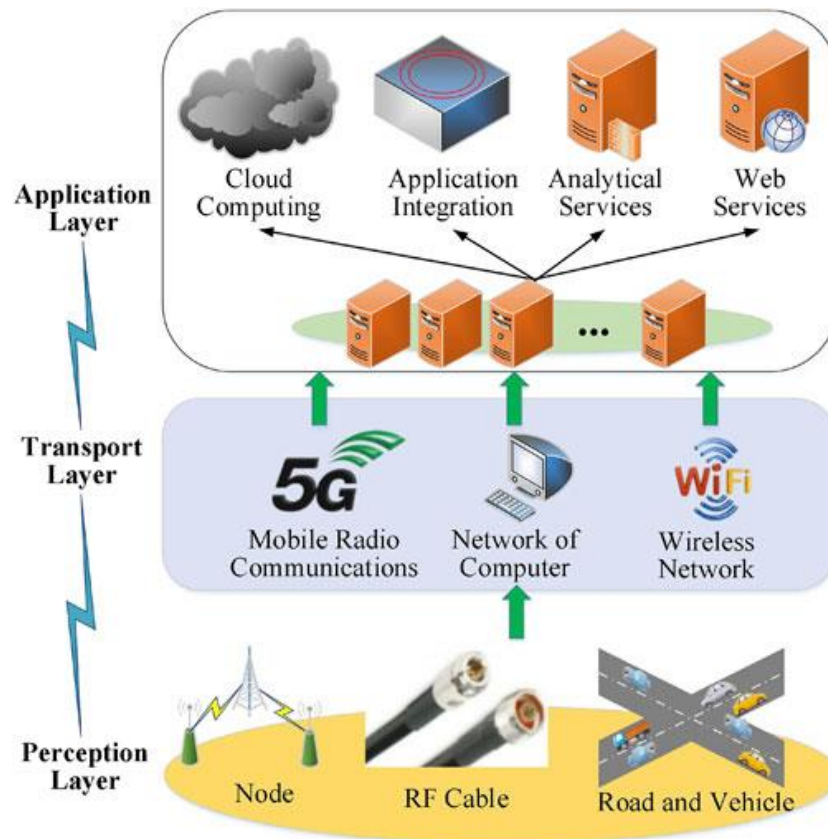 Cloud
Computing
Application
Integration
Analytical
Services
Web
Services
Application
Layer
...
Transport
Layer
5G
WiFi
Mobile Radio
Communications
Network of
Computer
Wireless
Network
Perception
Layer
Node
RF Cable
Road and Vehicle